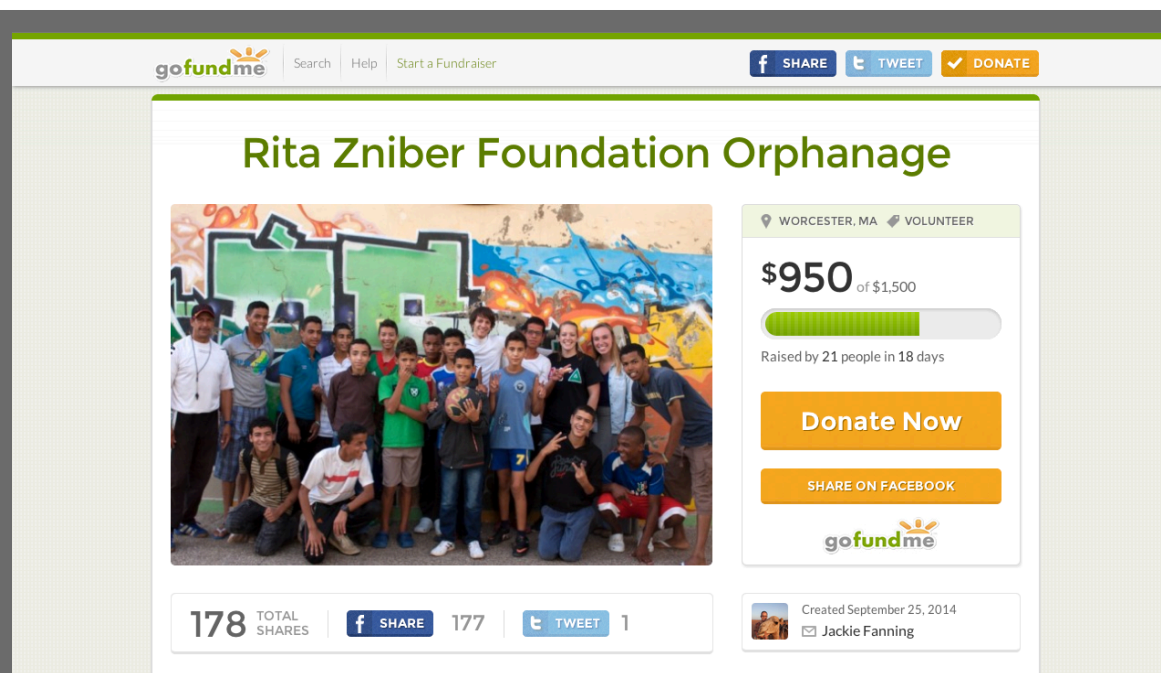 gofundme Search Help Start a Fundraiser SHARE TWEET DONATE
Rita Zniber Foundation Orphanage
WORCESTER, MA VOLUNTEER
$950 of $1,500
Raised by 21 people in 18 days
Donate Now
SHARE ON FACEBOOK
gofundme
178 TOTAL SHARES SHARE 177 TWEET 1
Created September 25, 2014
Jackie Fanning